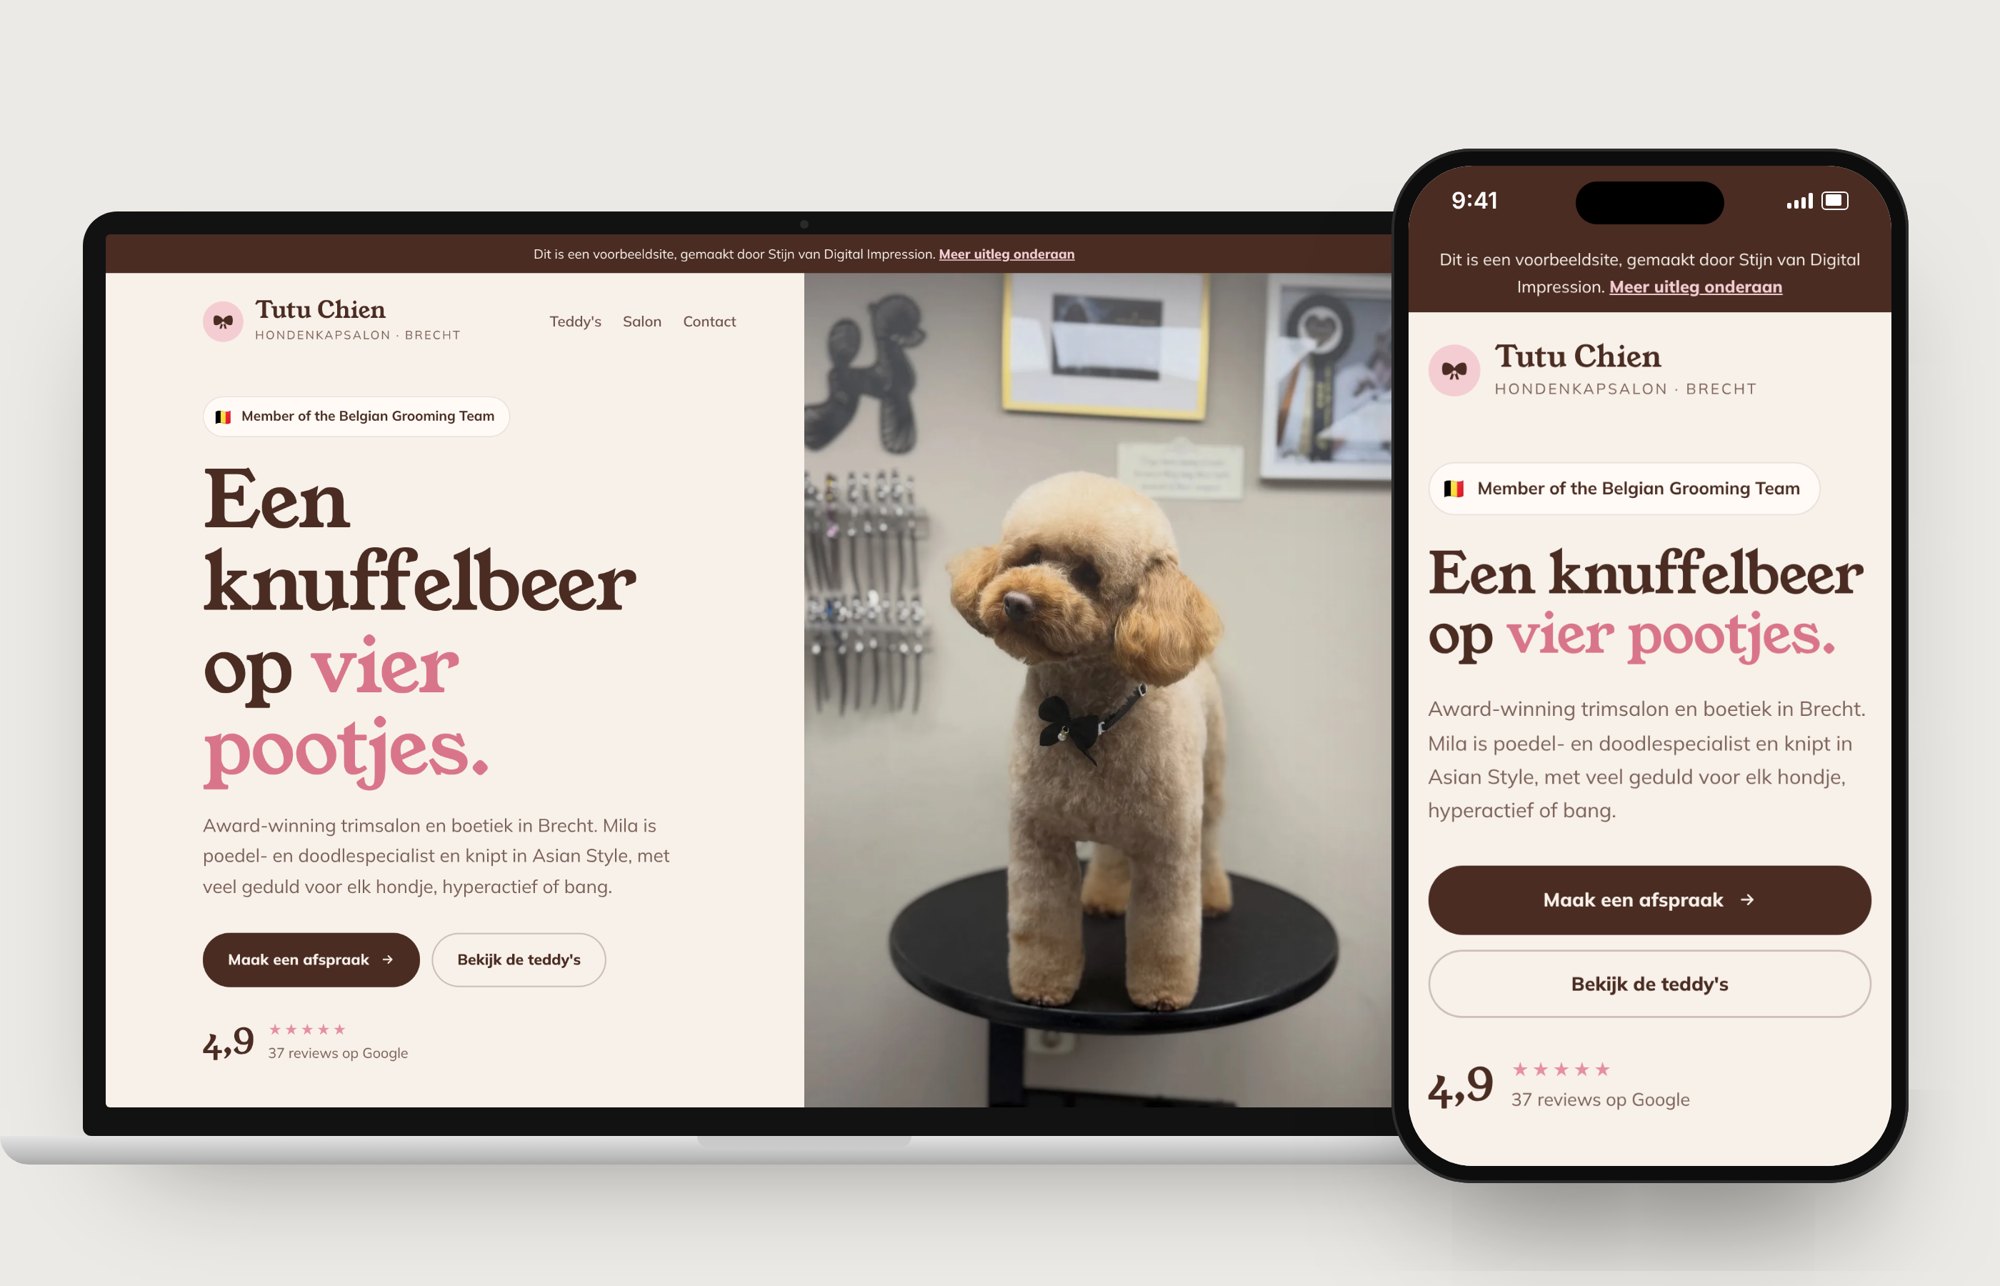 Dit is een voorbeeldsite, gemaakt door Stijn van Digital Impression. Meer uitleg onderaan
Tutu Chien
HONDENKAPSALON · BRECHT
Teddy's Salon Contact
🇧🇪 Member of the Belgian Grooming Team
Een
knuffelbeer
op vier
pootjes.
Award-winning trimsalon en boetiek in Brecht. Mila is
poedel- en doodlespecialist en knipt in Asian Style, met
veel geduld voor elk hondje, hyperactief of bang.
Maak een afspraak →
Bekijk de teddy's
4,9 ★★★★★
37 reviews op Google
9:41
Dit is een voorbeeldsite, gemaakt door Stijn van Digital
Impression. Meer uitleg onderaan
Tutu Chien
HONDENKAPSALON · BRECHT
🇧🇪 Member of the Belgian Grooming Team
Een knuffelbeer
op vier pootjes.
Award-winning trimsalon en boetiek in Brecht.
Mila is poedel- en doodlespecialist en knipt in
Asian Style, met veel geduld voor elk hondje,
hyperactief of bang.
Maak een afspraak →
Bekijk de teddy's
4,9 ★★★★★
37 reviews op Google